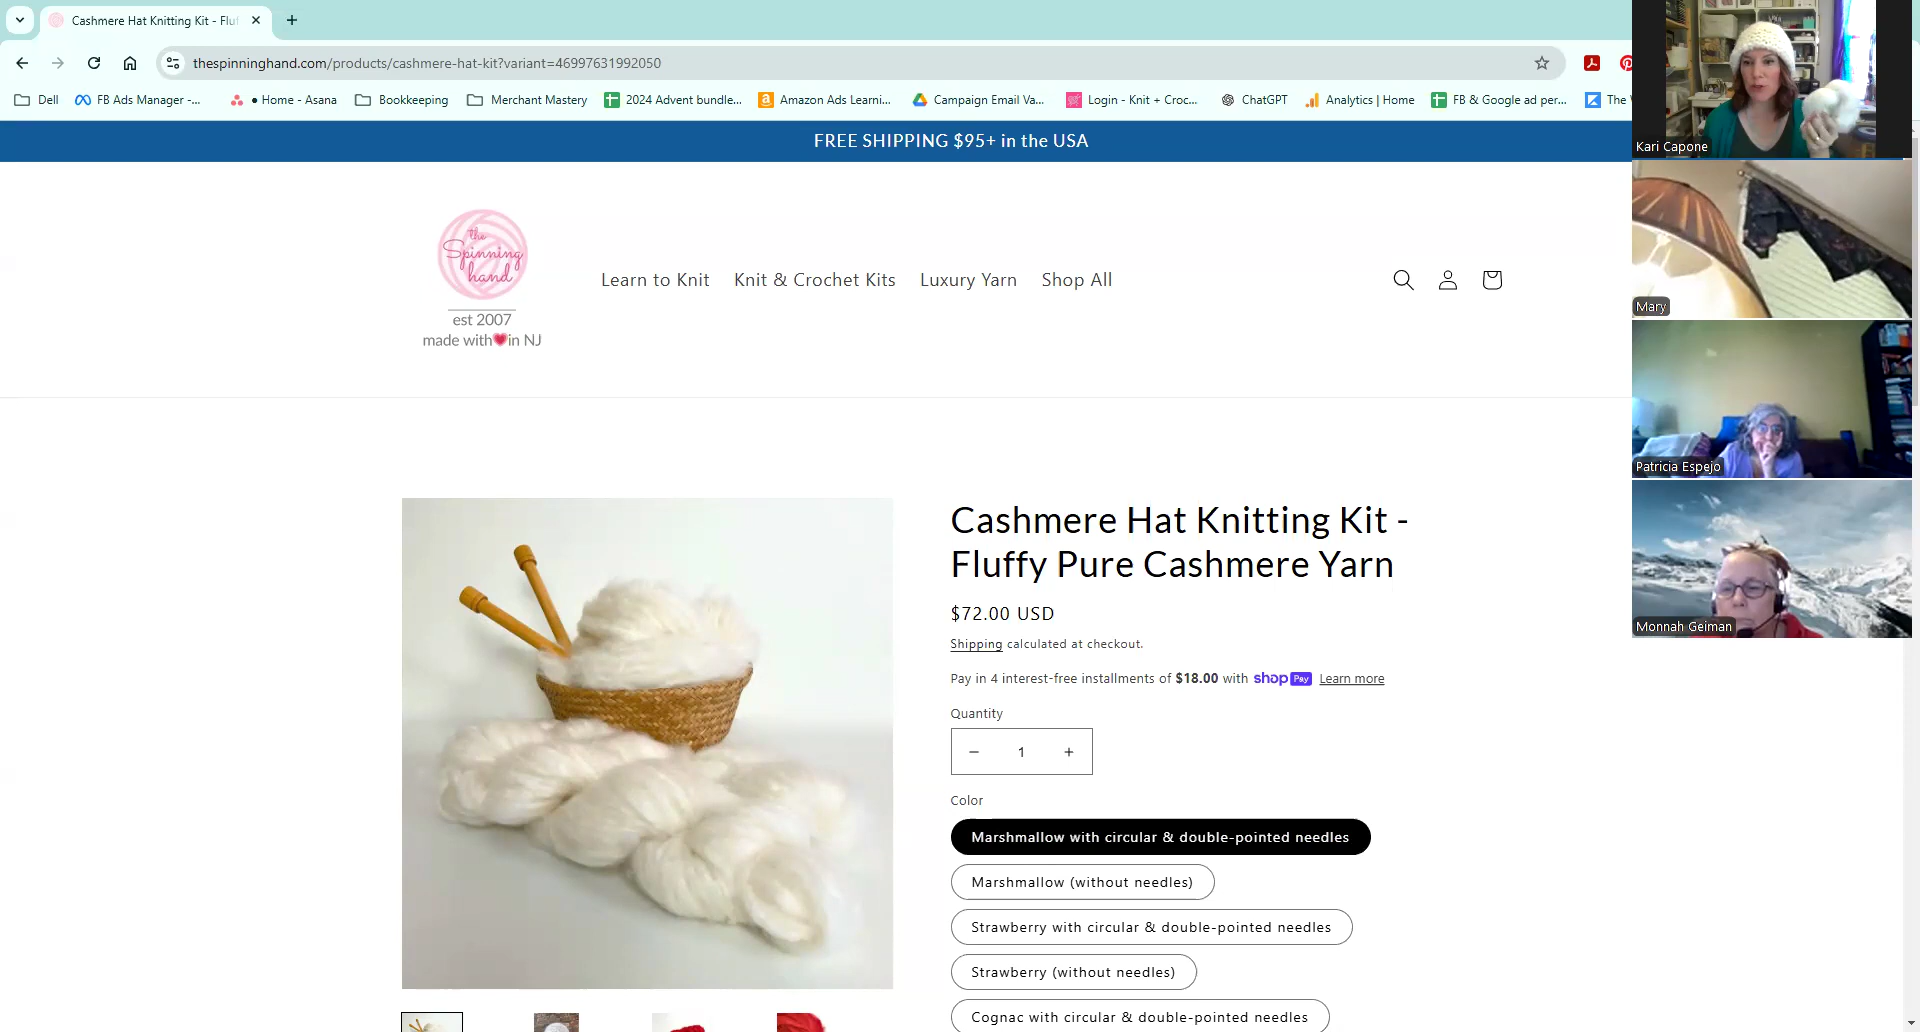 Cashmere Hat Knitting Kit - Flu
thespinninghand.com/products/cashmere-hat-kit?variant=46997631992050
Dell
FB Ads Manager -...
● Home - Asana
Bookkeeping
Merchant Mastery
2024 Advent bundle...
Amazon Ads Learni...
Campaign Email Va...
Login - Knit + Croc...
ChatGPT
Analytics | Home
FB & Google ad per...
The
FREE SHIPPING $95+ in the USA
the
Spinning
hand
est 2007
made with❤in NJ
Learn to Knit
Knit & Crochet Kits
Luxury Yarn
Shop All
Cashmere Hat Knitting Kit -
Fluffy Pure Cashmere Yarn
$72.00 USD
Shipping calculated at checkout.
Pay in 4 interest-free installments of $18.00 with shop Pay Learn more
Quantity
− 1 +
Color
Marshmallow with circular & double-pointed needles
Marshmallow (without needles)
Strawberry with circular & double-pointed needles
Strawberry (without needles)
Cognac with circular & double-pointed needles
Kari Capone
Mary
Patricia Espejo
Monnah Geiman